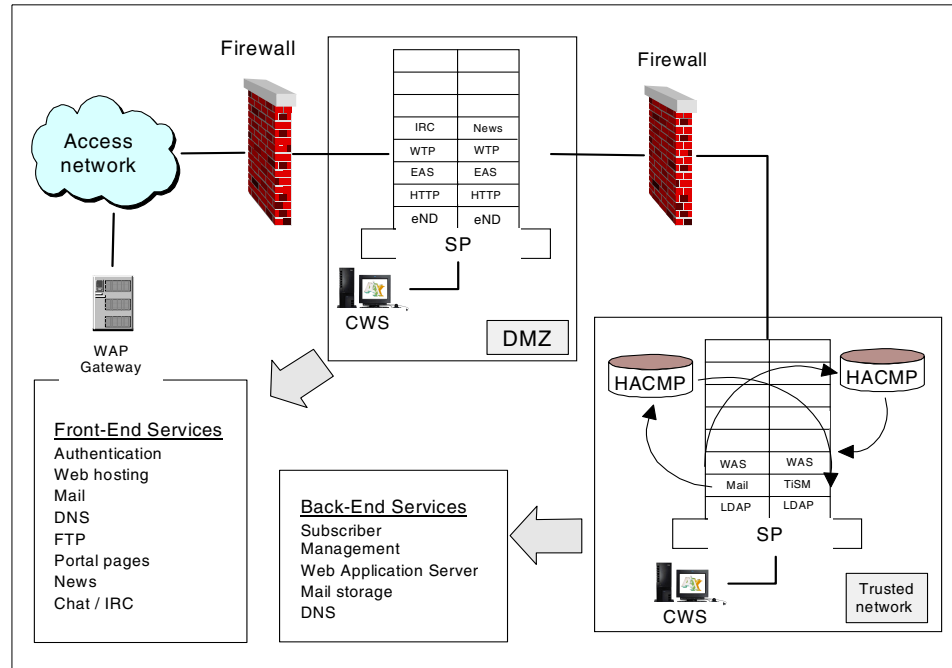 Firewall
Firewall
Access
network
IRC News
WTP WTP
EAS EAS
HTTP HTTP
eND eND
SP
CWS
DMZ
WAP
Gateway
Front-End Services
Authentication
Web hosting
Mail
DNS
FTP
Portal pages
News
Chat / IRC
Back-End Services
Subscriber
Management
Web Application Server
Mail storage
DNS
HACMP
HACMP
WAS WAS
Mail TiSM
LDAP LDAP
SP
CWS
Trusted
network